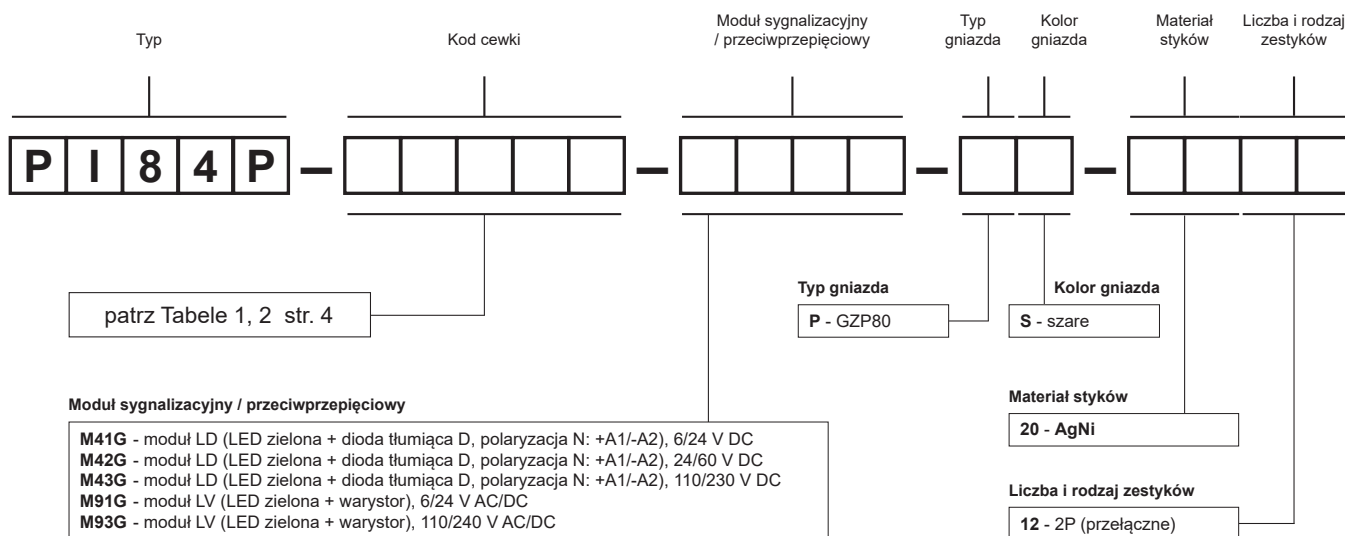 Typ
Kod cewki
Moduł sygnalizacyjny
/ przeciwprzepięciowy
Typ
gniazda
Kolor
gniazda
Materiał
styków
Liczba i rodzaj
zestyków
P I 8 4 P – – – –
patrz Tabele 1, 2 str. 4
Typ gniazda
P - GZP80
Kolor gniazda
S - szare
Moduł sygnalizacyjny / przeciwprzepięciowy
M41G - moduł LD (LED zielona + dioda tłumiąca D, polaryzacja N: +A1/-A2), 6/24 V DC
M42G - moduł LD (LED zielona + dioda tłumiąca D, polaryzacja N: +A1/-A2), 24/60 V DC
M43G - moduł LD (LED zielona + dioda tłumiąca D, polaryzacja N: +A1/-A2), 110/230 V DC
M91G - moduł LV (LED zielona + warystor), 6/24 V AC/DC
M93G - moduł LV (LED zielona + warystor), 110/240 V AC/DC
Materiał styków
20 - AgNi
Liczba i rodzaj zestyków
12 - 2P (przełączne)